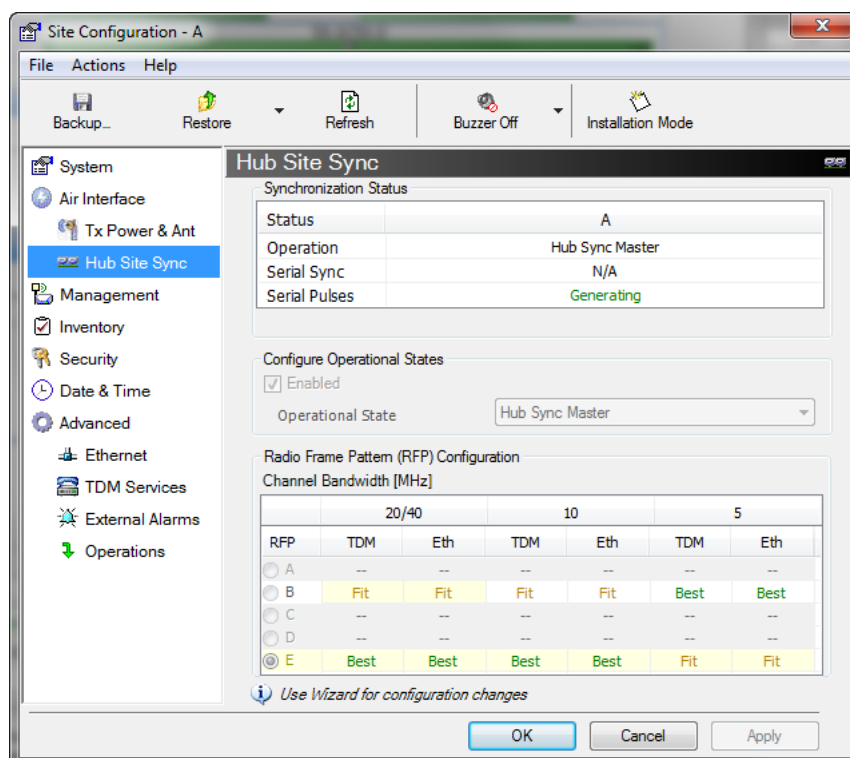 Site Configuration - A
File Actions Help
Backup... Restore Refresh Buzzer Off Installation Mode
System
Air Interface
Tx Power & Ant
Hub Site Sync
Management
Inventory
Security
Date & Time
Advanced
Ethernet
TDM Services
External Alarms
Operations
Hub Site Sync
Synchronization Status
Status A
Operation Hub Sync Master
Serial Sync N/A
Serial Pulses Generating
Configure Operational States
Enabled
Operational State Hub Sync Master
Radio Frame Pattern (RFP) Configuration
Channel Bandwidth [MHz]
20/40 10 5
RFP TDM Eth TDM Eth TDM Eth
A -- -- -- -- -- --
B Fit Fit Fit Fit Best Best
C -- -- -- -- -- --
D -- -- -- -- -- --
E Best Best Best Best Fit Fit
Use Wizard for configuration changes
OK Cancel Apply